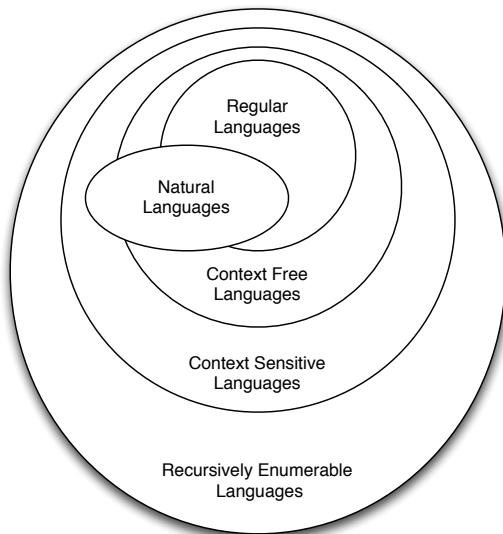 Regular
Languages
Natural
Languages
Context Free
Languages
Context Sensitive
Languages
Recursively Enumerable
Languages